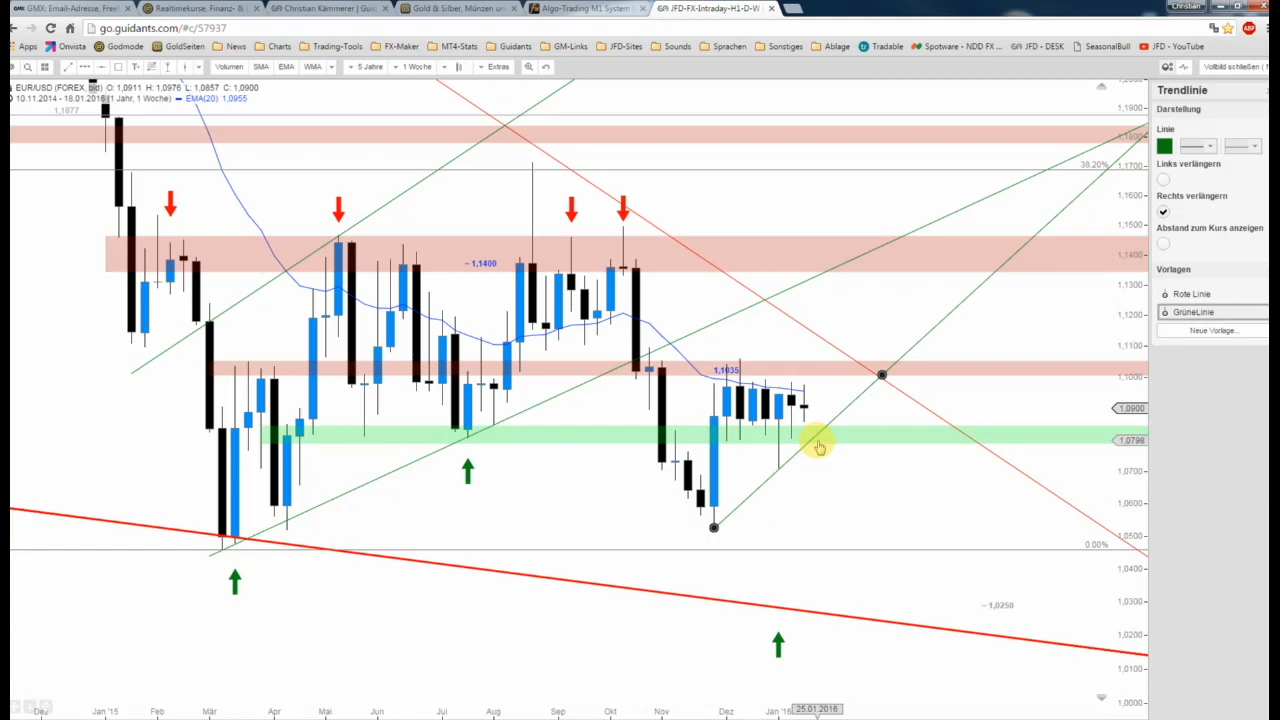 GMX: Email-Adresse, Frei
Realtimekurse, Finanz- &
Christian Kämmerer | Guid
Gold & Silber, Münzen un
Algo-Trading M1 System
JFD-FX-Intraday-H1-D-W
Christian
go.guidants.com/#c/57937
Apps
Onvista
Godmode
GoldSeiten
News
Charts
Trading-Tools
FX-Maker
MT4-Stats
Guidants
GM-Links
JFD-Sites
Sounds
Sprachen
Sonstiges
Ablage
Tradable
Spotware - NDD FX ...
JFD - DESK
SeasonalBull
JFD - YouTube
Volumen
SMA
EMA
WMA
5 Jahre
1 Woche
Extras
Vollbild schließen (
EUR/USD (FOREX, bid) O: 1,0911 H: 1,0976 L: 1,0857 C: 1,0900
10.11.2014 - 18.01.2016 (1 Jahr, 1 Woche) EMA(20) 1,0955
1,1877
1,1900
1,1800
38.20%
1,1700
1,1600
1,1500
~ 1,1400
1,1400
1,1300
1,1200
1,1100
1,1035
1,1000
1,0900
1,0798
1,0700
1,0600
1,0500
0.00%
1,0400
~ 1,0250
1,0300
1,0200
1,0100
1,0000
Dez
Jan '15
Feb
Mär
Apr
Mai
Jun
Jul
Aug
Sep
Okt
Nov
Dez
Jan '16
25.01.2016
Trendlinie
Darstellung
Linie
Links verlängern
Rechts verlängern
Abstand zum Kurs anzeigen
Vorlagen
Rote Linie
GrüneLinie
Neue Vorlage...